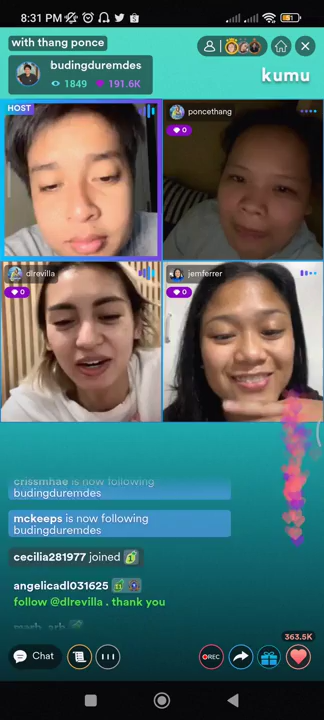 8:31 PM
with thang ponce
budingduremdes
1849 191.6K
kumu
HOST
poncethang
0
dlrevilla
0
jemferrer
0
crissmhae is now following
budingduremdes
mckeeps is now following
budingduremdes
cecilia281977 joined
angelicadl031625
follow @dlrevilla . thank you
363.5K
Chat
REC